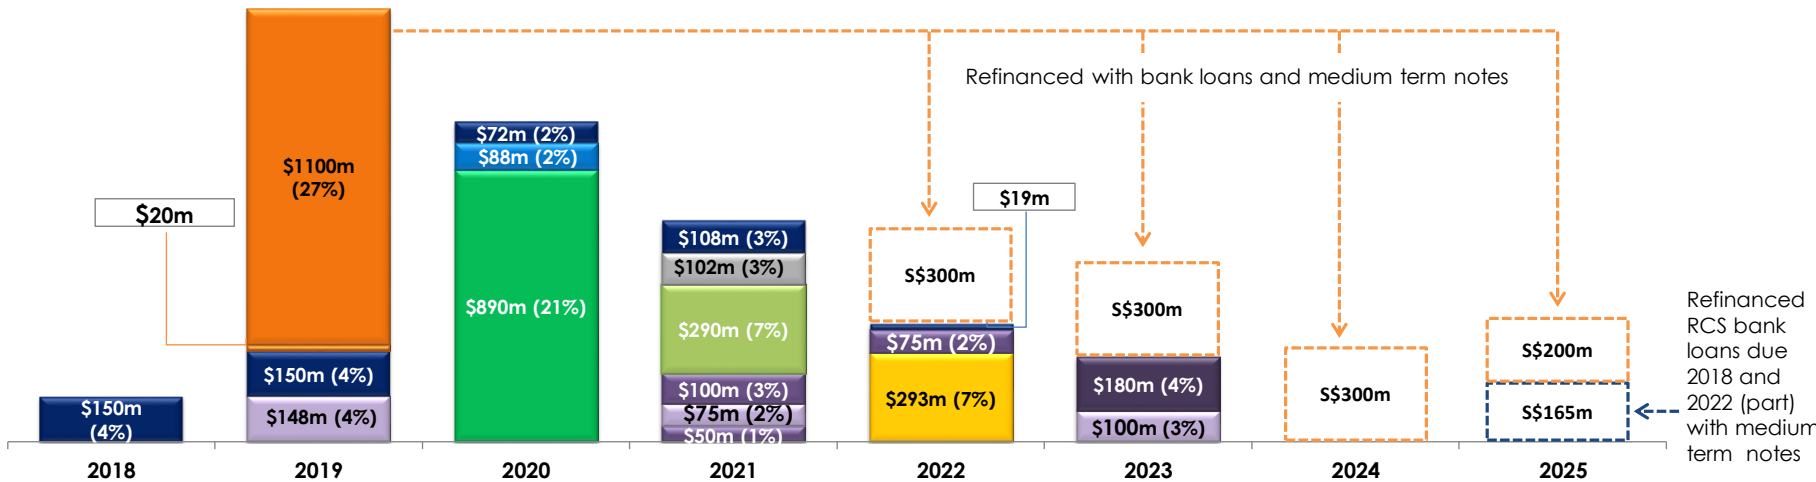 Refinanced with bank loans and medium term notes
$1100m
(27%)
$20m
$150m (4%)
$148m (4%)
$150m
(4%)
$72m (2%)
$88m (2%)
$890m (21%)
$108m (3%)
$102m (3%)
$290m (7%)
$100m (3%)
$75m (2%)
$50m (1%)
$19m
S$300m
$75m (2%)
$293m (7%)
S$300m
$180m (4%)
$100m (3%)
S$300m
S$200m
S$165m
Refinanced
RCS bank
loans due
2018 and
2022 (part)
with medium
term notes
2018
2019
2020
2021
2022
2023
2024
2025